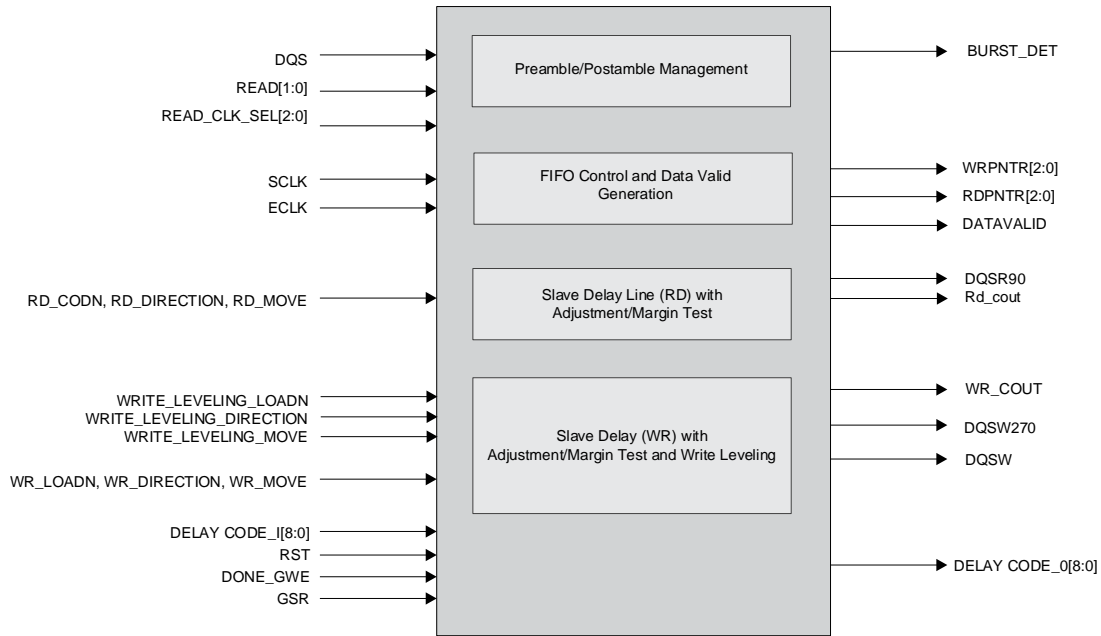 DQS
READ[1:0]
READ_CLK_SEL[2:0]
SCLK
ECLK
RD_CODN, RD_DIRECTION, RD_MOVE
WRITE_LEVELING_LOADN
WRITE_LEVELING_DIRECTION
WRITE_LEVELING_MOVE
WR_LOADN, WR_DIRECTION, WR_MOVE
DELAY CODE_I[8:0]
RST
DONE_GWE
GSR
Preamble/Postamble Management
FIFO Control and Data Valid
Generation
Slave Delay Line (RD) with
Adjustment/Margin Test
Slave Delay (WR) with
Adjustment/Margin Test and Write Leveling
BURST_DET
WRPNTR[2:0]
RDPNTR[2:0]
DATAVALID
DQSR90
Rd_cout
WR_COUT
DQSW270
DQSW
DELAY CODE_0[8:0]